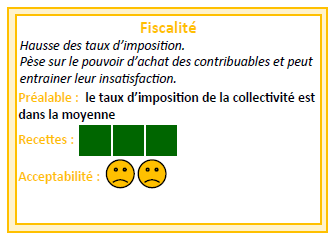 Fiscalité
Hausse des taux d’imposition.
Pèse sur le pouvoir d’achat des contribuables et peut
entrainer leur insatisfaction.
Préalable : le taux d’imposition de la collectivité est
dans la moyenne
Recettes :
Acceptabilité :